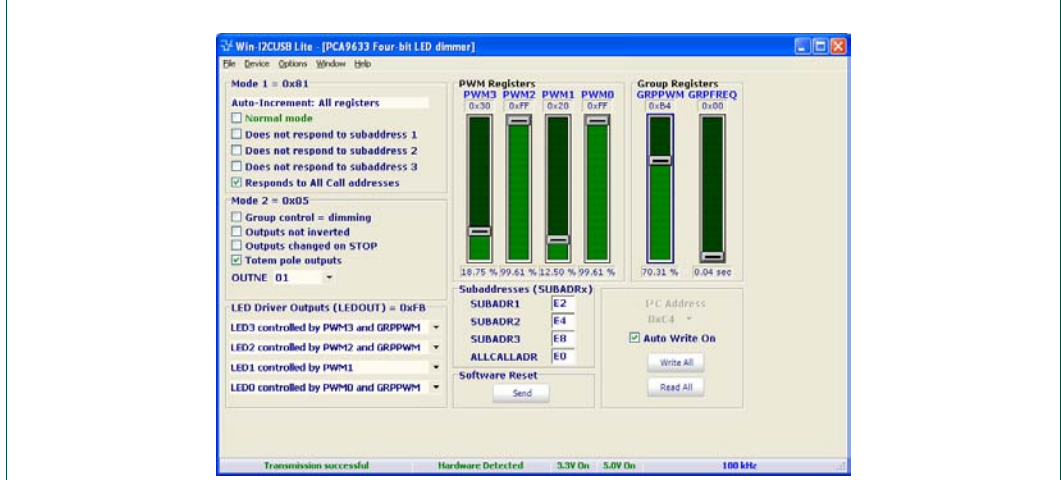 Win-I2CUSB Lite - [PCA9633 Four-bit LED dimmer]
File Device Options Window Help
Mode 1 = 0x81
Auto-Increment: All registers
Normal mode
Does not respond to subaddress 1
Does not respond to subaddress 2
Does not respond to subaddress 3
Responds to All Call addresses
Mode 2 = 0x05
Group control = dimming
Outputs not inverted
Outputs changed on STOP
Totem pole outputs
OUTNE 01
LED Driver Outputs (LEDOUT) = 0xFB
LED3 controlled by PWM3 and GRPPWM
LED2 controlled by PWM2 and GRPPWM
LED1 controlled by PWM1
LED0 controlled by PWM0 and GRPPWM
PWM Registers
PWM3 PWM2 PWM1 PWM0
0x30 0xFF 0x20 0xFF
18.75 % 99.61 % 12.50 % 99.61 %
Group Registers
GRPPWM GRPFREQ
0xB4 0x00
70.31 % 0.04 sec
Subaddresses (SUBADRx)
SUBADR1 E2
SUBADR2 E4
SUBADR3 E8
ALLCALLADR E0
Software Reset
Send
I²C Address
0xC4
Auto Write On
Write All
Read All
Transmission successful Hardware Detected 3.3V On 5.0V On 100 kHz